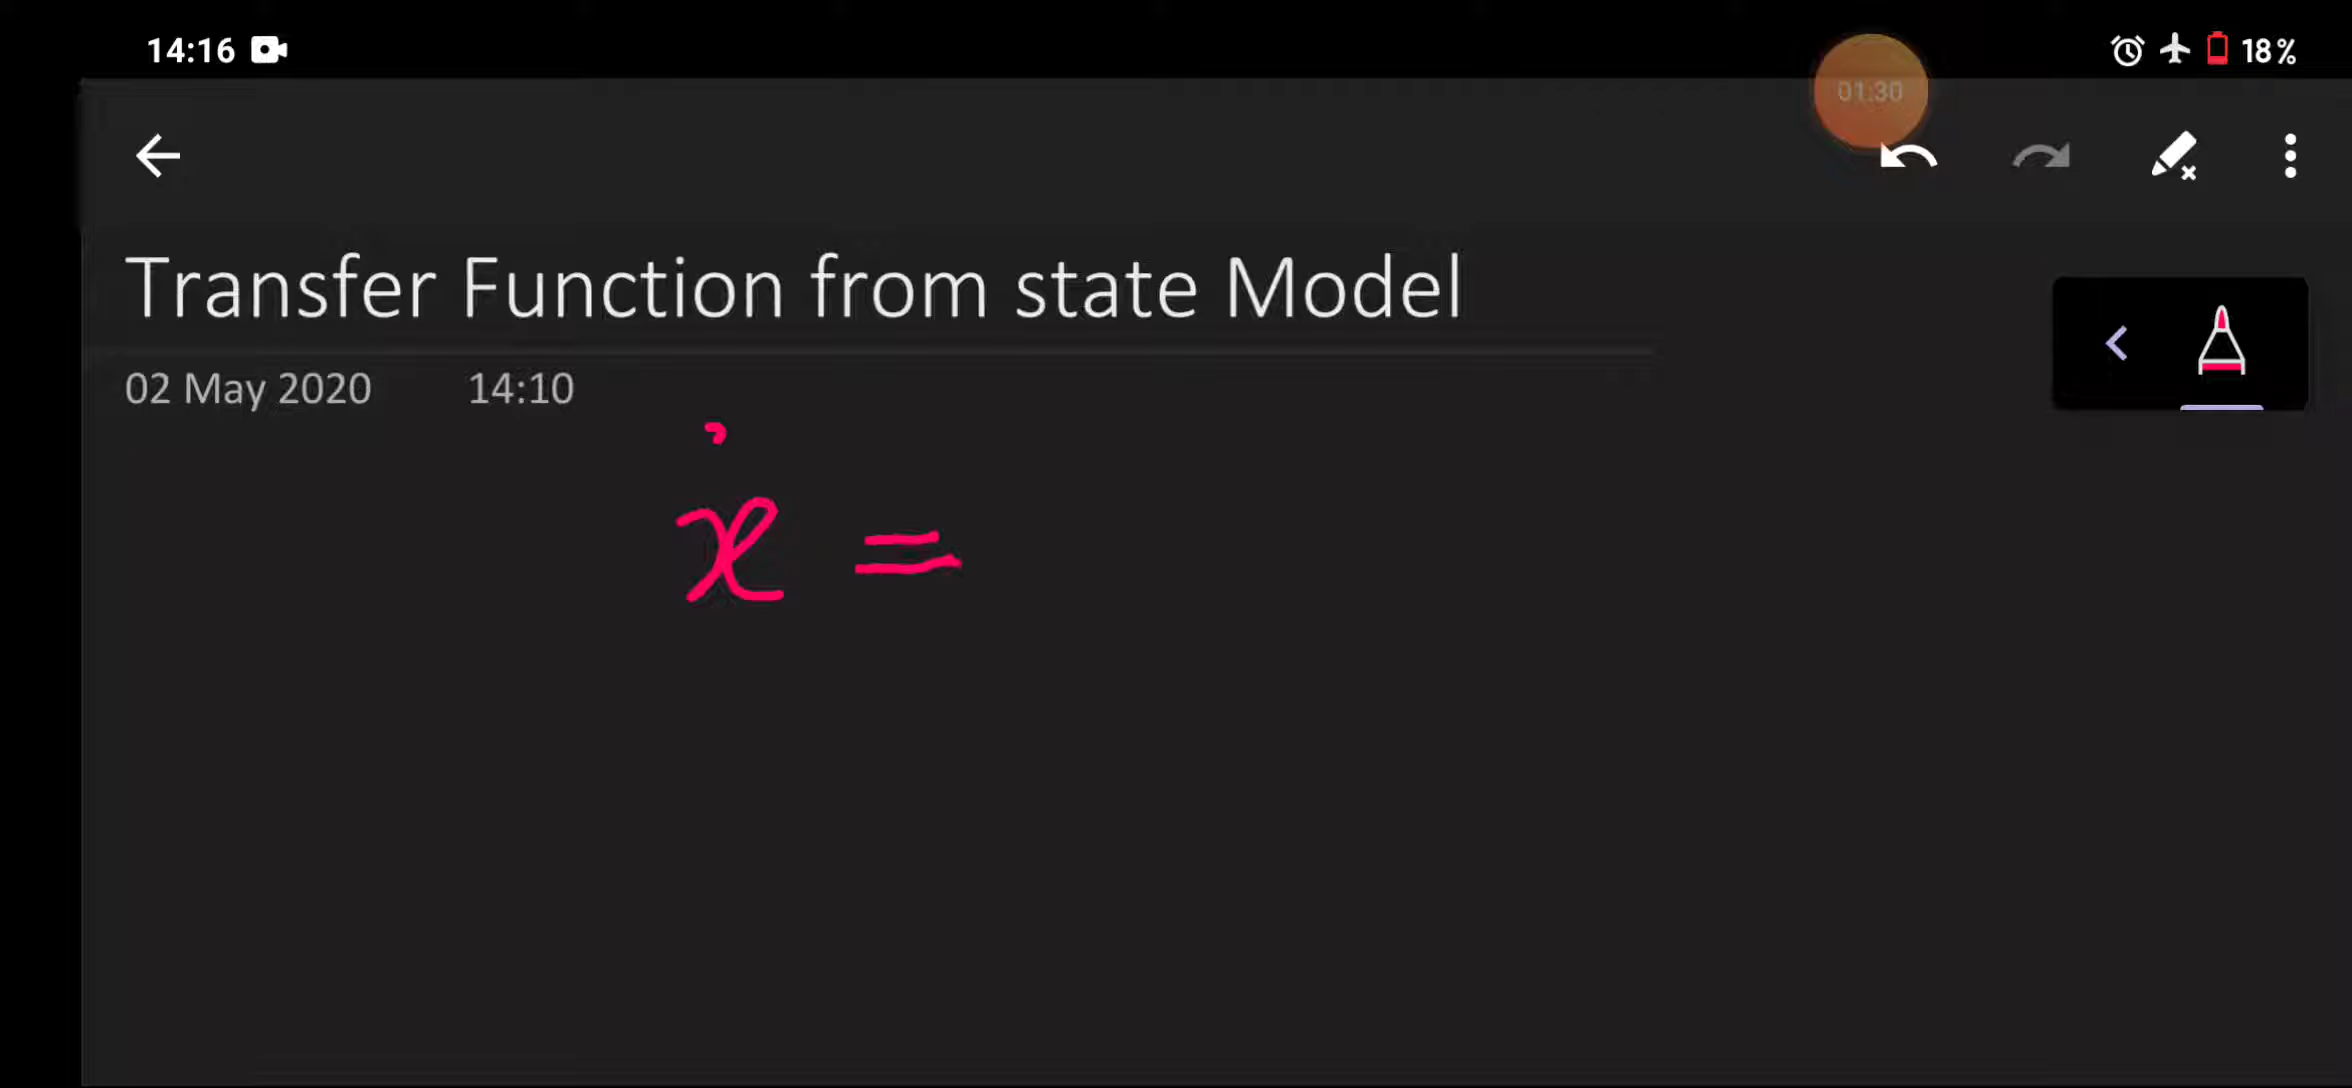 14:16 18%
01:30
Transfer Function from state Model
02 May 2020 14:10
ẋ =